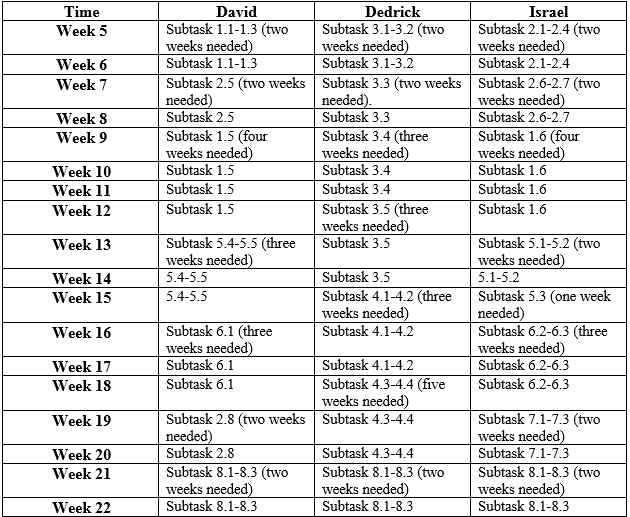 Time David Dedrick Israel
Week 5 Subtask 1.1-1.3 (two Subtask 3.1-3.2 (two Subtask 2.1-2.4 (two
weeks needed) weeks needed) weeks needed)
Week 6 Subtask 1.1-1.3 Subtask 3.1-3.2 Subtask 2.1-2.4
Week 7 Subtask 2.5 (two weeks Subtask 3.3 (two weeks Subtask 2.6-2.7 (two
needed) needed). weeks needed)
Week 8 Subtask 2.5 Subtask 3.3 Subtask 2.6-2.7
Week 9 Subtask 1.5 (four Subtask 3.4 (three Subtask 1.6 (four
weeks needed) weeks needed) weeks needed)
Week 10 Subtask 1.5 Subtask 3.4 Subtask 1.6
Week 11 Subtask 1.5 Subtask 3.4 Subtask 1.6
Week 12 Subtask 1.5 Subtask 3.5 (three Subtask 1.6
weeks needed)
Week 13 Subtask 5.4-5.5 (three Subtask 3.5 Subtask 5.1-5.2 (two
weeks needed) weeks needed)
Week 14 5.4-5.5 Subtask 3.5 5.1-5.2
Week 15 5.4-5.5 Subtask 4.1-4.2 (three Subtask 5.3 (one week
weeks needed) needed)
Week 16 Subtask 6.1 (three Subtask 4.1-4.2 Subtask 6.2-6.3 (three
weeks needed) weeks needed)
Week 17 Subtask 6.1 Subtask 4.1-4.2 Subtask 6.2-6.3
Week 18 Subtask 6.1 Subtask 4.3-4.4 (five Subtask 6.2-6.3
weeks needed)
Week 19 Subtask 2.8 (two weeks Subtask 4.3-4.4 Subtask 7.1-7.3 (two
needed) weeks needed)
Week 20 Subtask 2.8 Subtask 4.3-4.4 Subtask 7.1-7.3
Week 21 Subtask 8.1-8.3 (two Subtask 8.1-8.3 (two Subtask 8.1-8.3 (two
weeks needed) weeks needed) weeks needed)
Week 22 Subtask 8.1-8.3 Subtask 8.1-8.3 Subtask 8.1-8.3